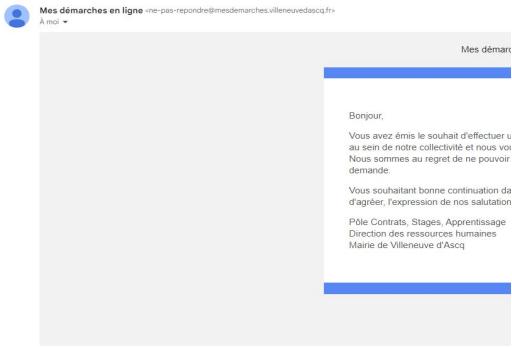 Mes démarches en ligne <ne-pas-repondre@mesdemarches.villeneuvedascq.fr>
À moi
Mes démarc
Bonjour,
Vous avez émis le souhait d'effectuer u
au sein de notre collectivité et nous vou
Nous sommes au regret de ne pouvoir
demande.
Vous souhaitant bonne continuation da
d'agréer, l'expression de nos salutation
Pôle Contrats, Stages, Apprentissage
Direction des ressources humaines
Mairie de Villeneuve d'Ascq